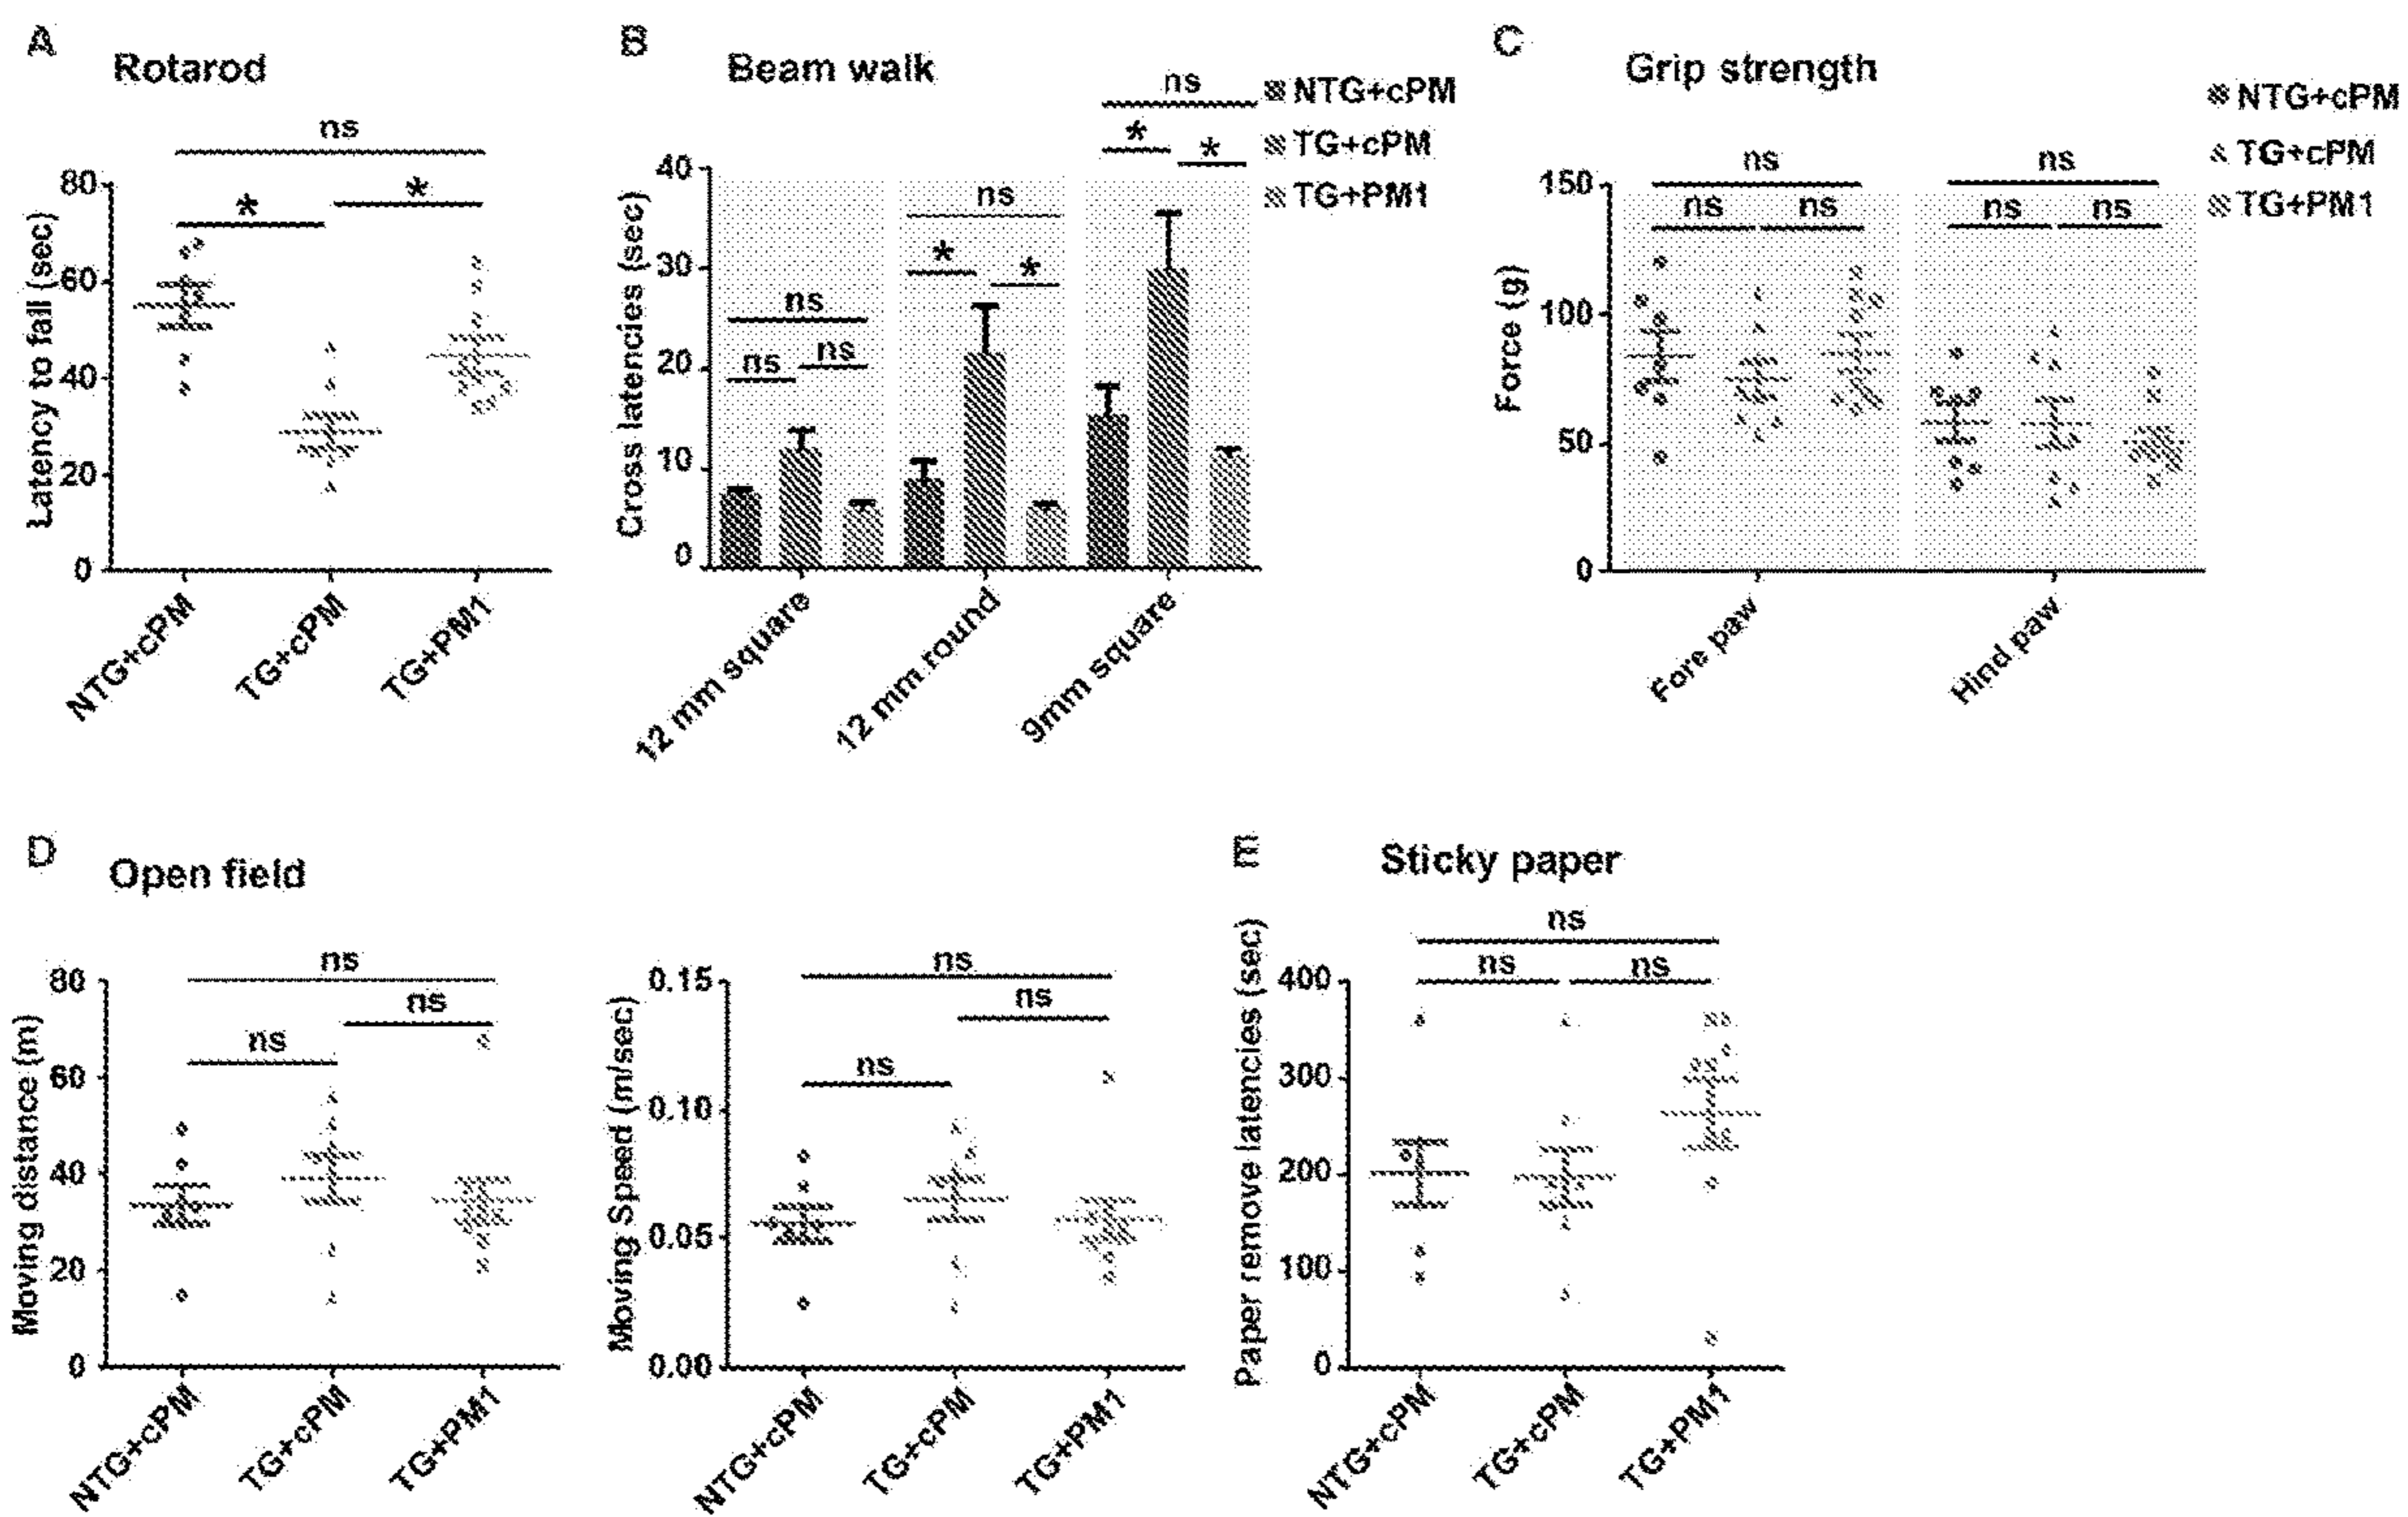 A
Rotarod
ns
*
*
Latency to fall (sec)
80
60
40
20
0
NTG+cPM
TG+cPM
TG+PM1
B
Beam walk
NTG+cPM
TG+cPM
TG+PM1
ns
*
*
ns
*
*
ns
ns
ns
Cross latencies (sec)
40
30
20
10
0
12 mm square
12 mm round
9mm square
C
Grip strength
NTG+cPM
TG+cPM
TG+PM1
ns
ns
ns
ns
ns
ns
Force (g)
150
100
50
0
Fore paw
Hind paw
D
Open field
ns
ns
ns
Moving distance (m)
80
60
40
20
0
NTG+cPM
TG+cPM
TG+PM1
ns
ns
ns
Moving Speed (m/sec)
0.15
0.10
0.05
0.00
NTG+cPM
TG+cPM
TG+PM1
E
Sticky paper
ns
ns
ns
Paper remove latencies (sec)
400
300
200
100
0
NTG+cPM
TG+cPM
TG+PM1